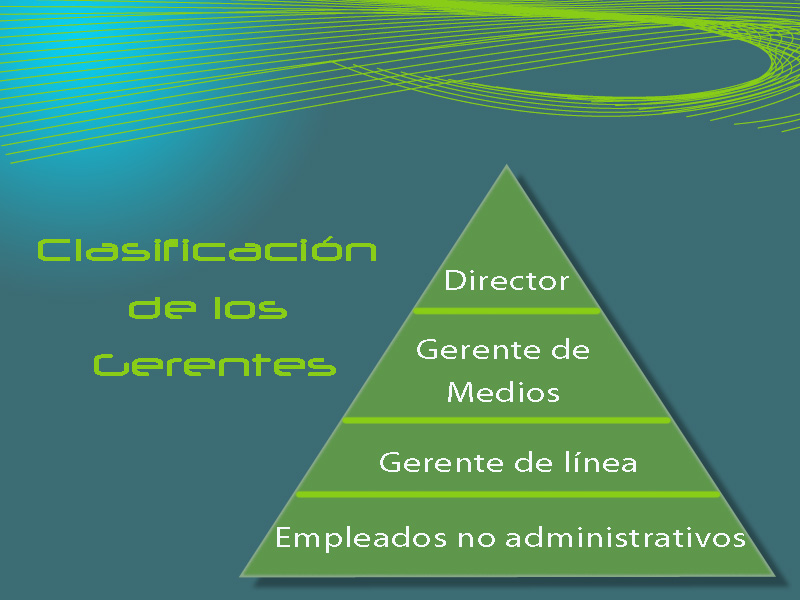 Clasificación
de los
Gerentes
Director
Gerente de
Medios
Gerente de línea
Empleados no administrativos